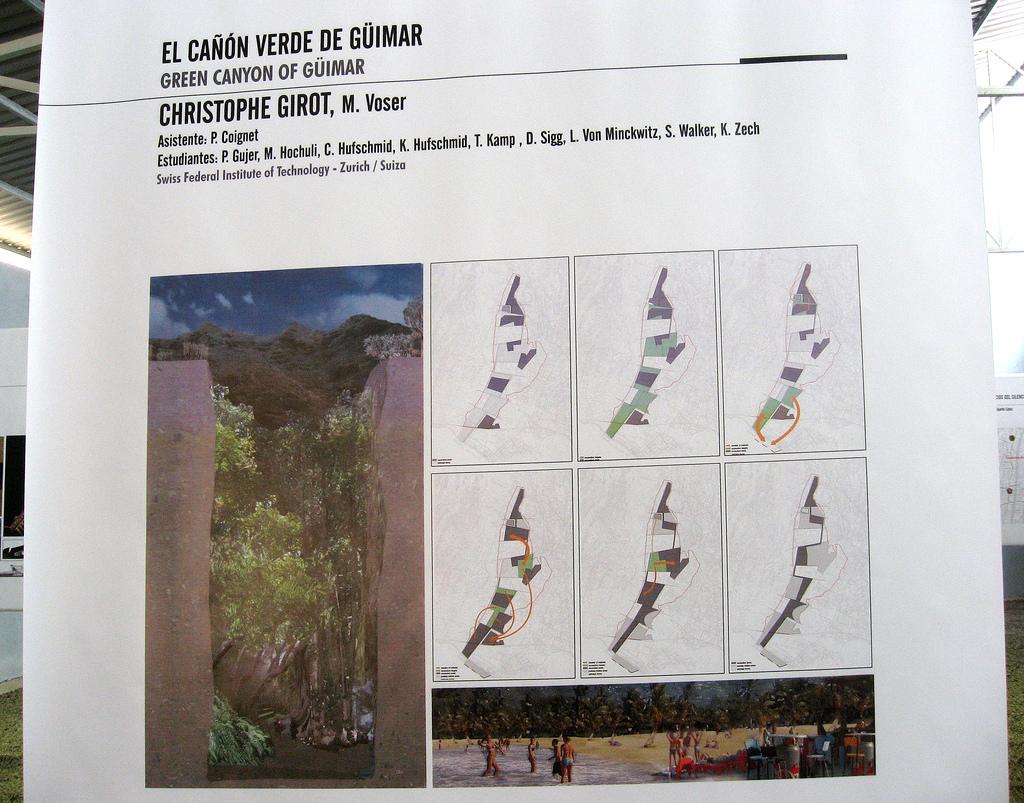 EL CAÑÓN VERDE DE GÜIMAR
GREEN CANYON OF GÜIMAR
CHRISTOPHE GIROT, M. Voser
Asistente: P. Coignet
Estudiantes: P. Gujer, M. Hochuli, C. Hufschmid, K. Hufschmid, T. Kamp , D. Sigg, L. Von Minckwitz, S. Walker, K. Zech
Swiss Federal Institute of Technology - Zurich / Suiza